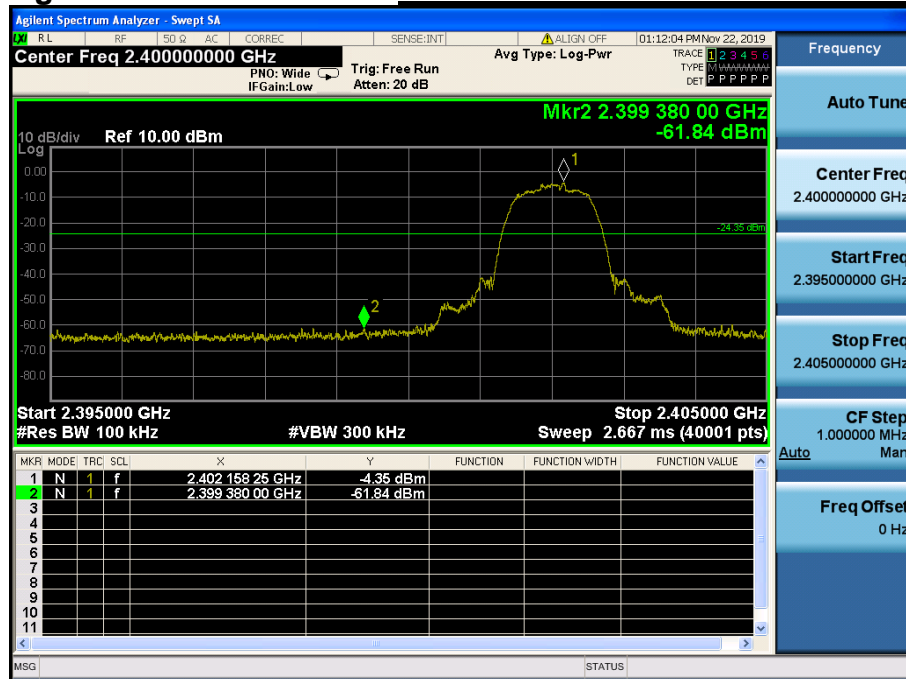 Agilent Spectrum Analyzer - Swept SA
LXI RL RF 50 Ω AC CORREC SENSE:INT ALIGN OFF 01:12:04 PM Nov 22, 2019
Center Freq 2.400000000 GHz
PNO: Wide
IFGain:Low
Trig: Free Run
Atten: 20 dB
Avg Type: Log-Pwr
TRACE 1 2 3 4 5 6
TYPE M
DET P P P P P P
Mkr2 2.399 380 00 GHz
-61.84 dBm
10 dB/div Ref 10.00 dBm
Log
0.00
-10.0
-20.0
-30.0
-40.0
-50.0
-60.0
-70.0
-80.0
1
-24.35 dBm
2
Start 2.395000 GHz Stop 2.405000 GHz
#Res BW 100 kHz #VBW 300 kHz Sweep 2.667 ms (40001 pts)
MKR MODE TRC SCL X Y FUNCTION FUNCTION WIDTH FUNCTION VALUE
1 N 1 f 2.402 158 25 GHz -4.35 dBm
2 N 1 f 2.399 380 00 GHz -61.84 dBm
3
4
5
6
7
8
9
10
11
MSG STATUS
Frequency
Auto Tune
Center Freq
2.400000000 GHz
Start Freq
2.395000000 GHz
Stop Freq
2.405000000 GHz
CF Step
1.000000 MHz
Auto Man
Freq Offset
0 Hz